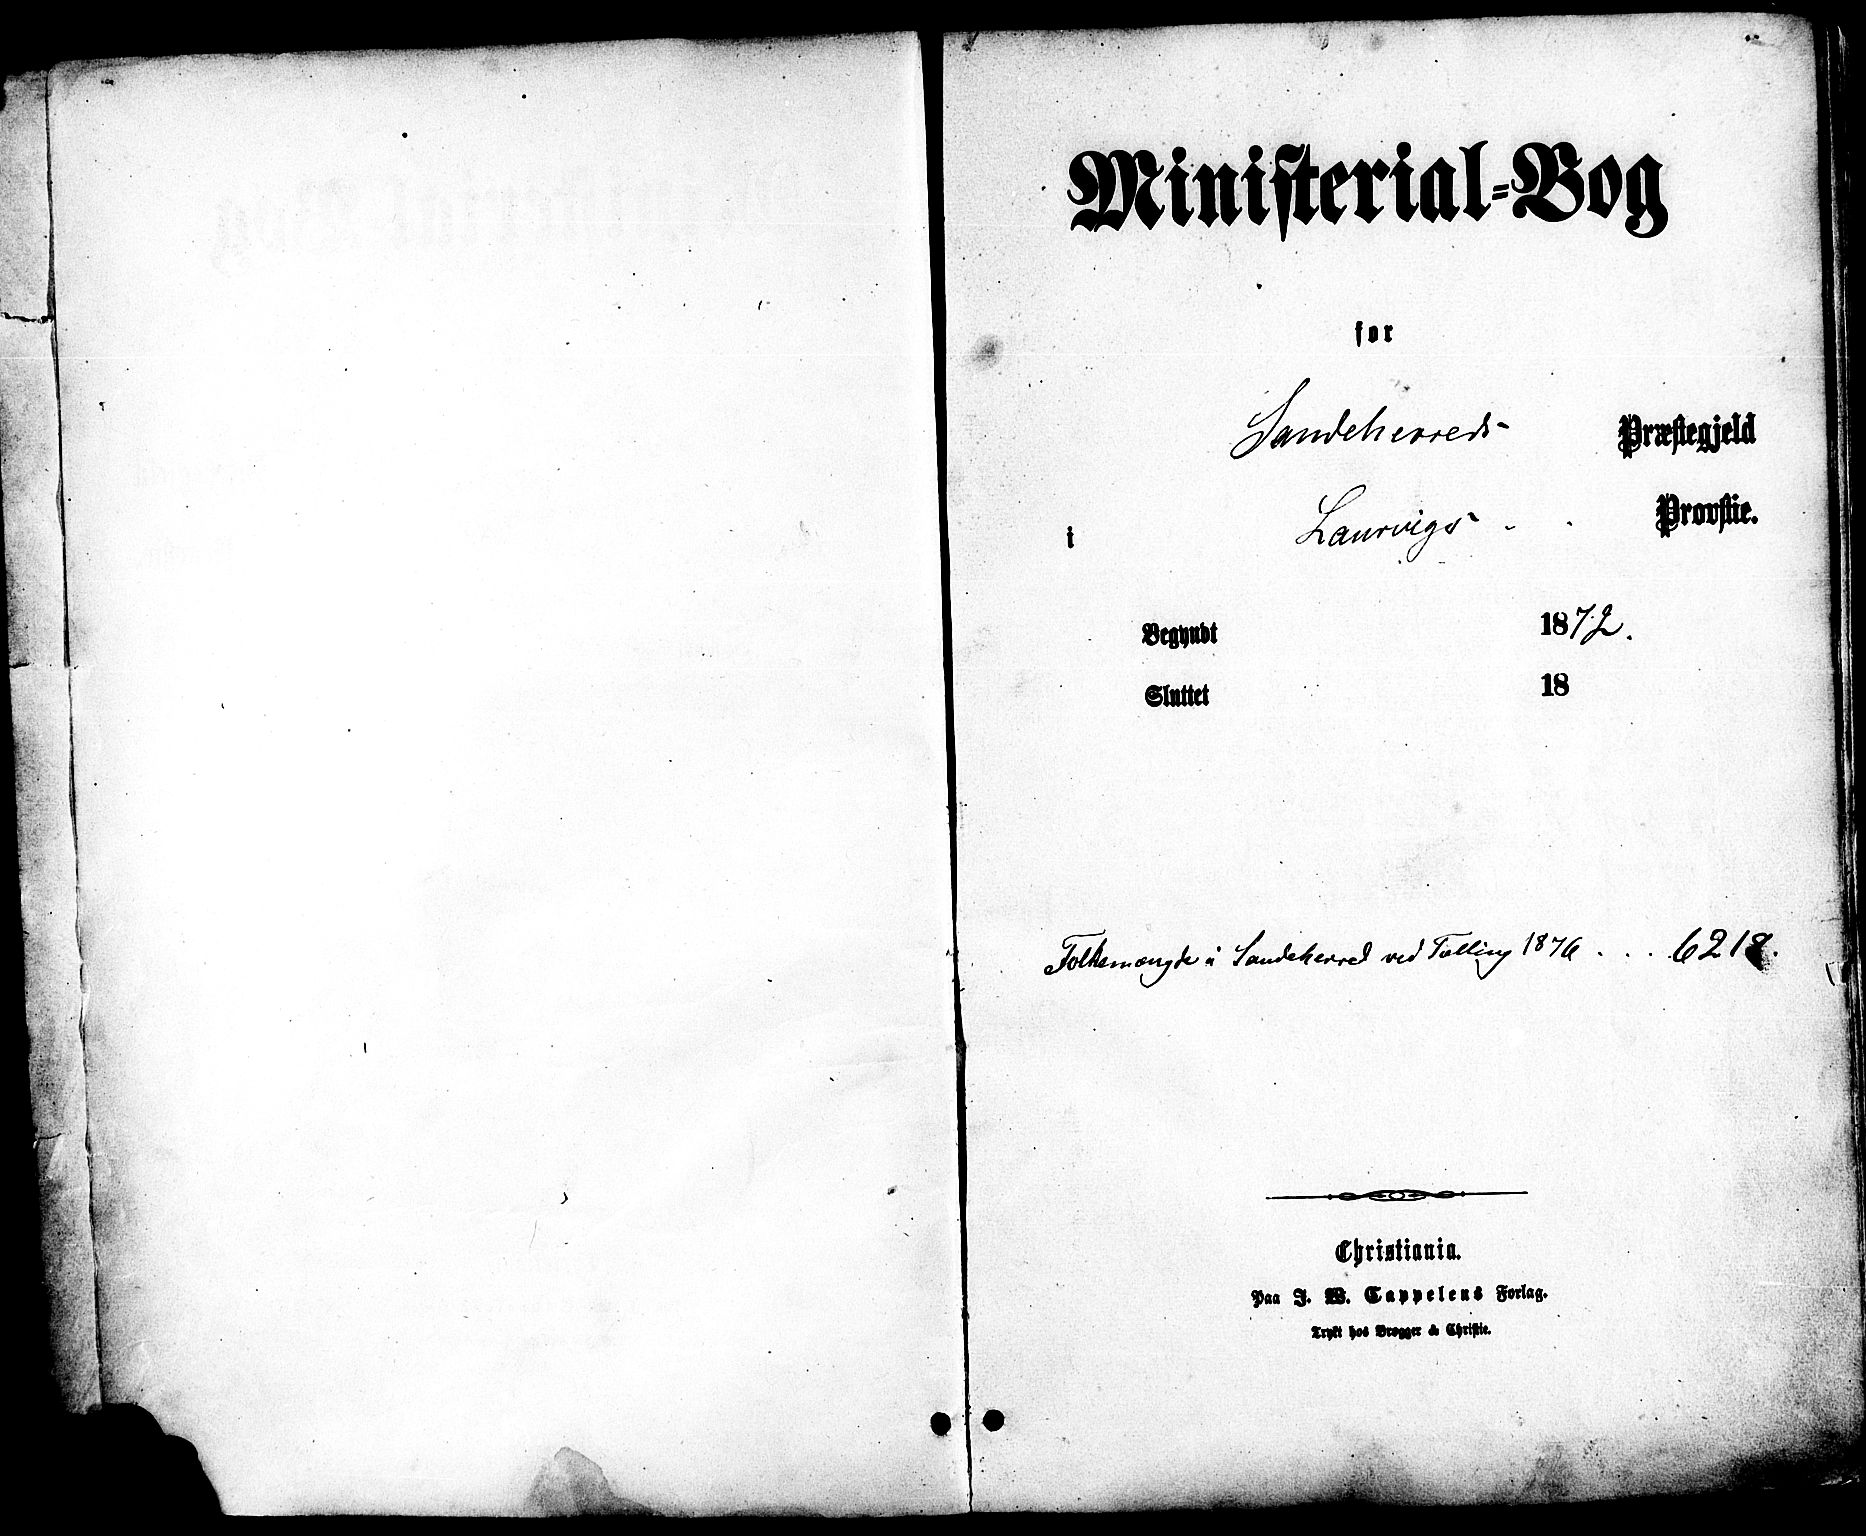 Ministerial-Bog
for
Sandeherreds- Præstegjeld
i Laurvigs- Provstie.
Begyndt 1872.
Sluttet 18
Folkemængde i Sandeherred ved Tælling 1876 . . . 6218.
Christiania.
Paa J. W. Cappelens Forlag.
Trykt hos Brøgger & Christie.